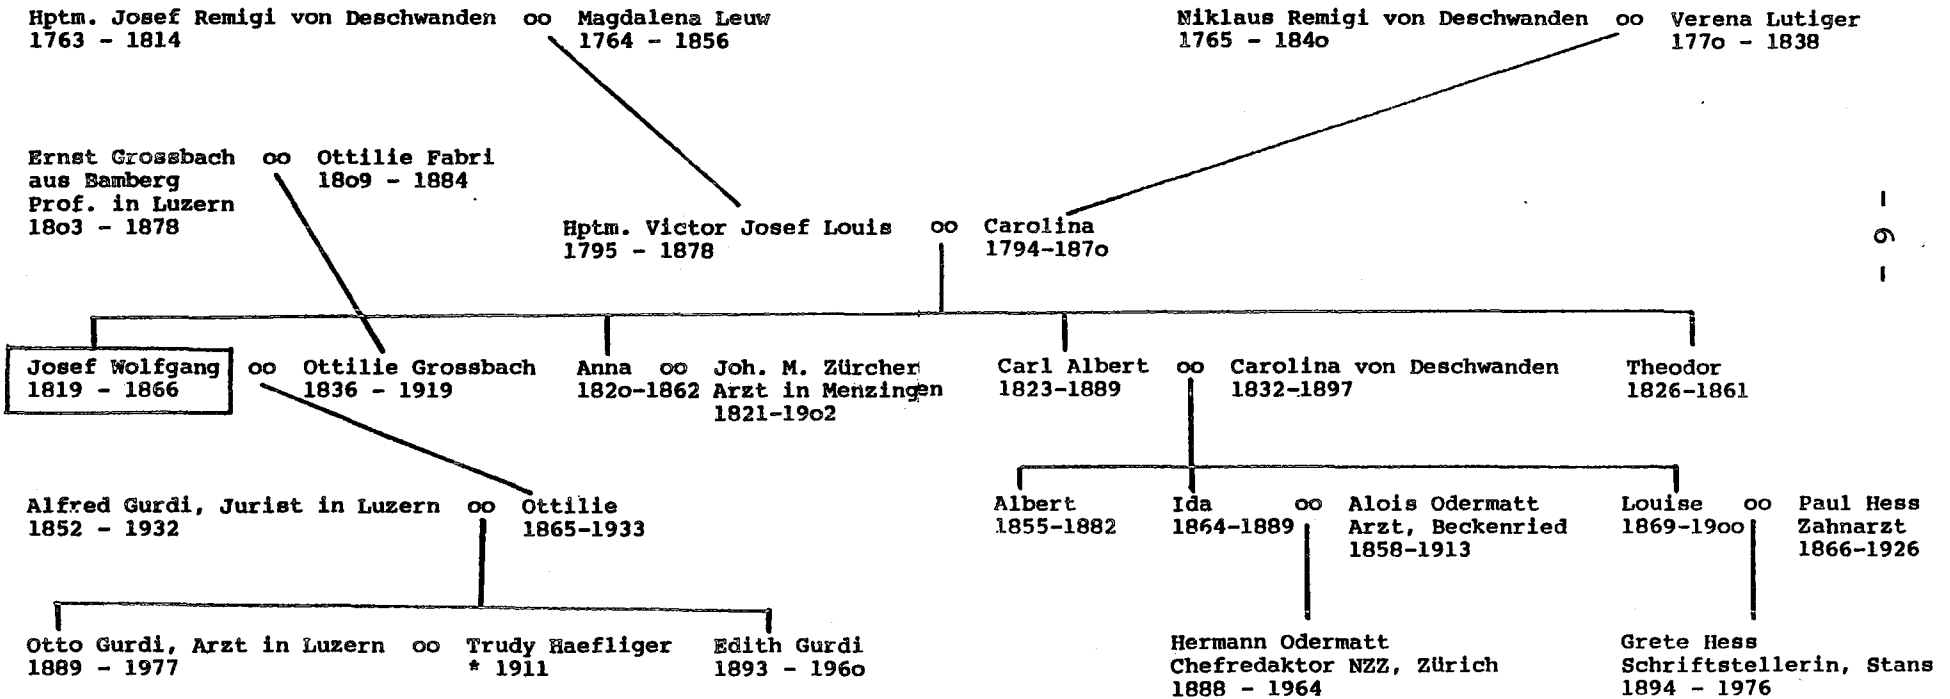 Hptm. Josef Remigi von Deschwanden oo Magdalena Leuw
1763 - 1814
1764 - 1856
Niklaus Remigi von Deschwanden oo Verena Lutiger
1765 - 184o
177o - 1838
Ernst Grossbach oo Ottilie Fabri
aus Bamberg
Prof. in Luzern
18o3 - 1878
18o9 - 1884
Hptm. Victor Josef Louis oo Carolina
1795 - 1878
1794-187o
- 6 -
Josef Wolfgang oo Ottilie Grossbach
1819 - 1866
1836 - 1919
Anna oo Joh. M. Zürcher
182o-1862
Arzt in Menzingen
1821-19o2
Carl Albert oo Carolina von Deschwanden
1823-1889
1832-1897
Theodor
1826-1861
Alfred Gurdi, Jurist in Luzern oo Ottilie
1852 - 1932
1865-1933
Albert
1855-1882
Ida oo Alois Odermatt
1864-1889
Arzt, Beckenried
1858-1913
Louise oo Paul Hess
1869-19oo
Zahnarzt
1866-1926
Otto Gurdi, Arzt in Luzern oo Trudy Haefliger
1889 - 1977
* 1911
Edith Gurdi
1893 - 196o
Hermann Odermatt
Chefredaktor NZZ, Zürich
1888 - 1964
Grete Hess
Schriftstellerin, Stans
1894 - 1976